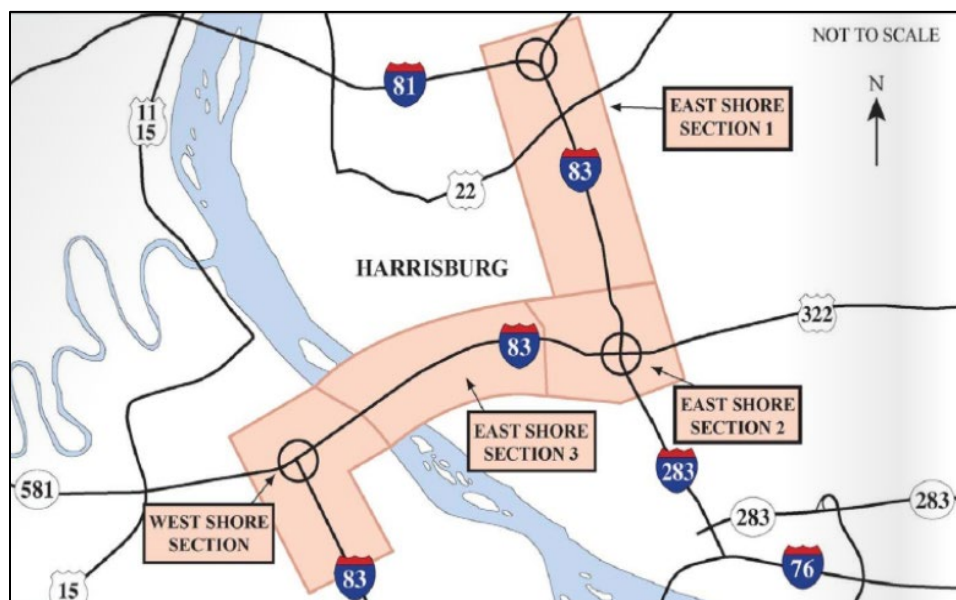 NOT TO SCALE
N
81
11
15
EAST SHORE
SECTION 1
83
22
HARRISBURG
322
83
EAST SHORE
SECTION 2
EAST SHORE
SECTION 3
581
283
283
283
WEST SHORE
SECTION
76
83
15